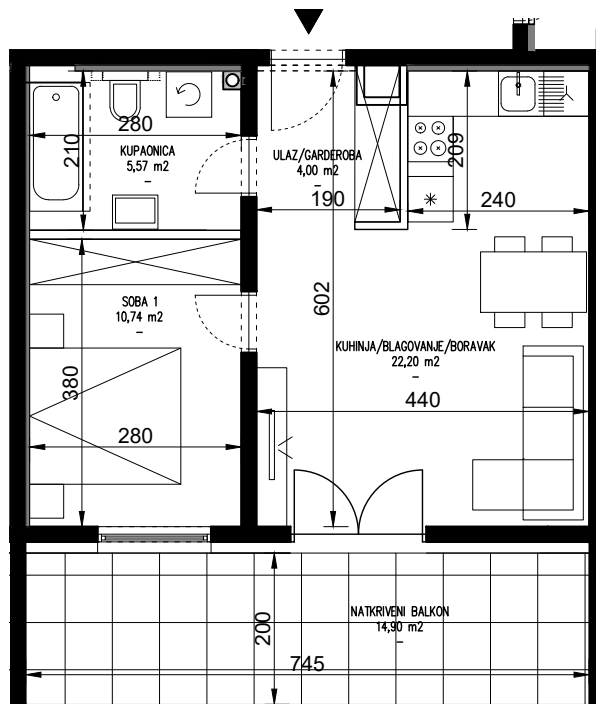 280
210
KUPAONICA
5,57 m2
ULAZ/GARDEROBA
4,00 m2
190
209
240
602
SOBA 1
10,74 m2
380
280
KUHINJA/BLAGOVANJE/BORAVAK
22,20 m2
440
NATKRIVENI BALKON
14,90 m2
200
745